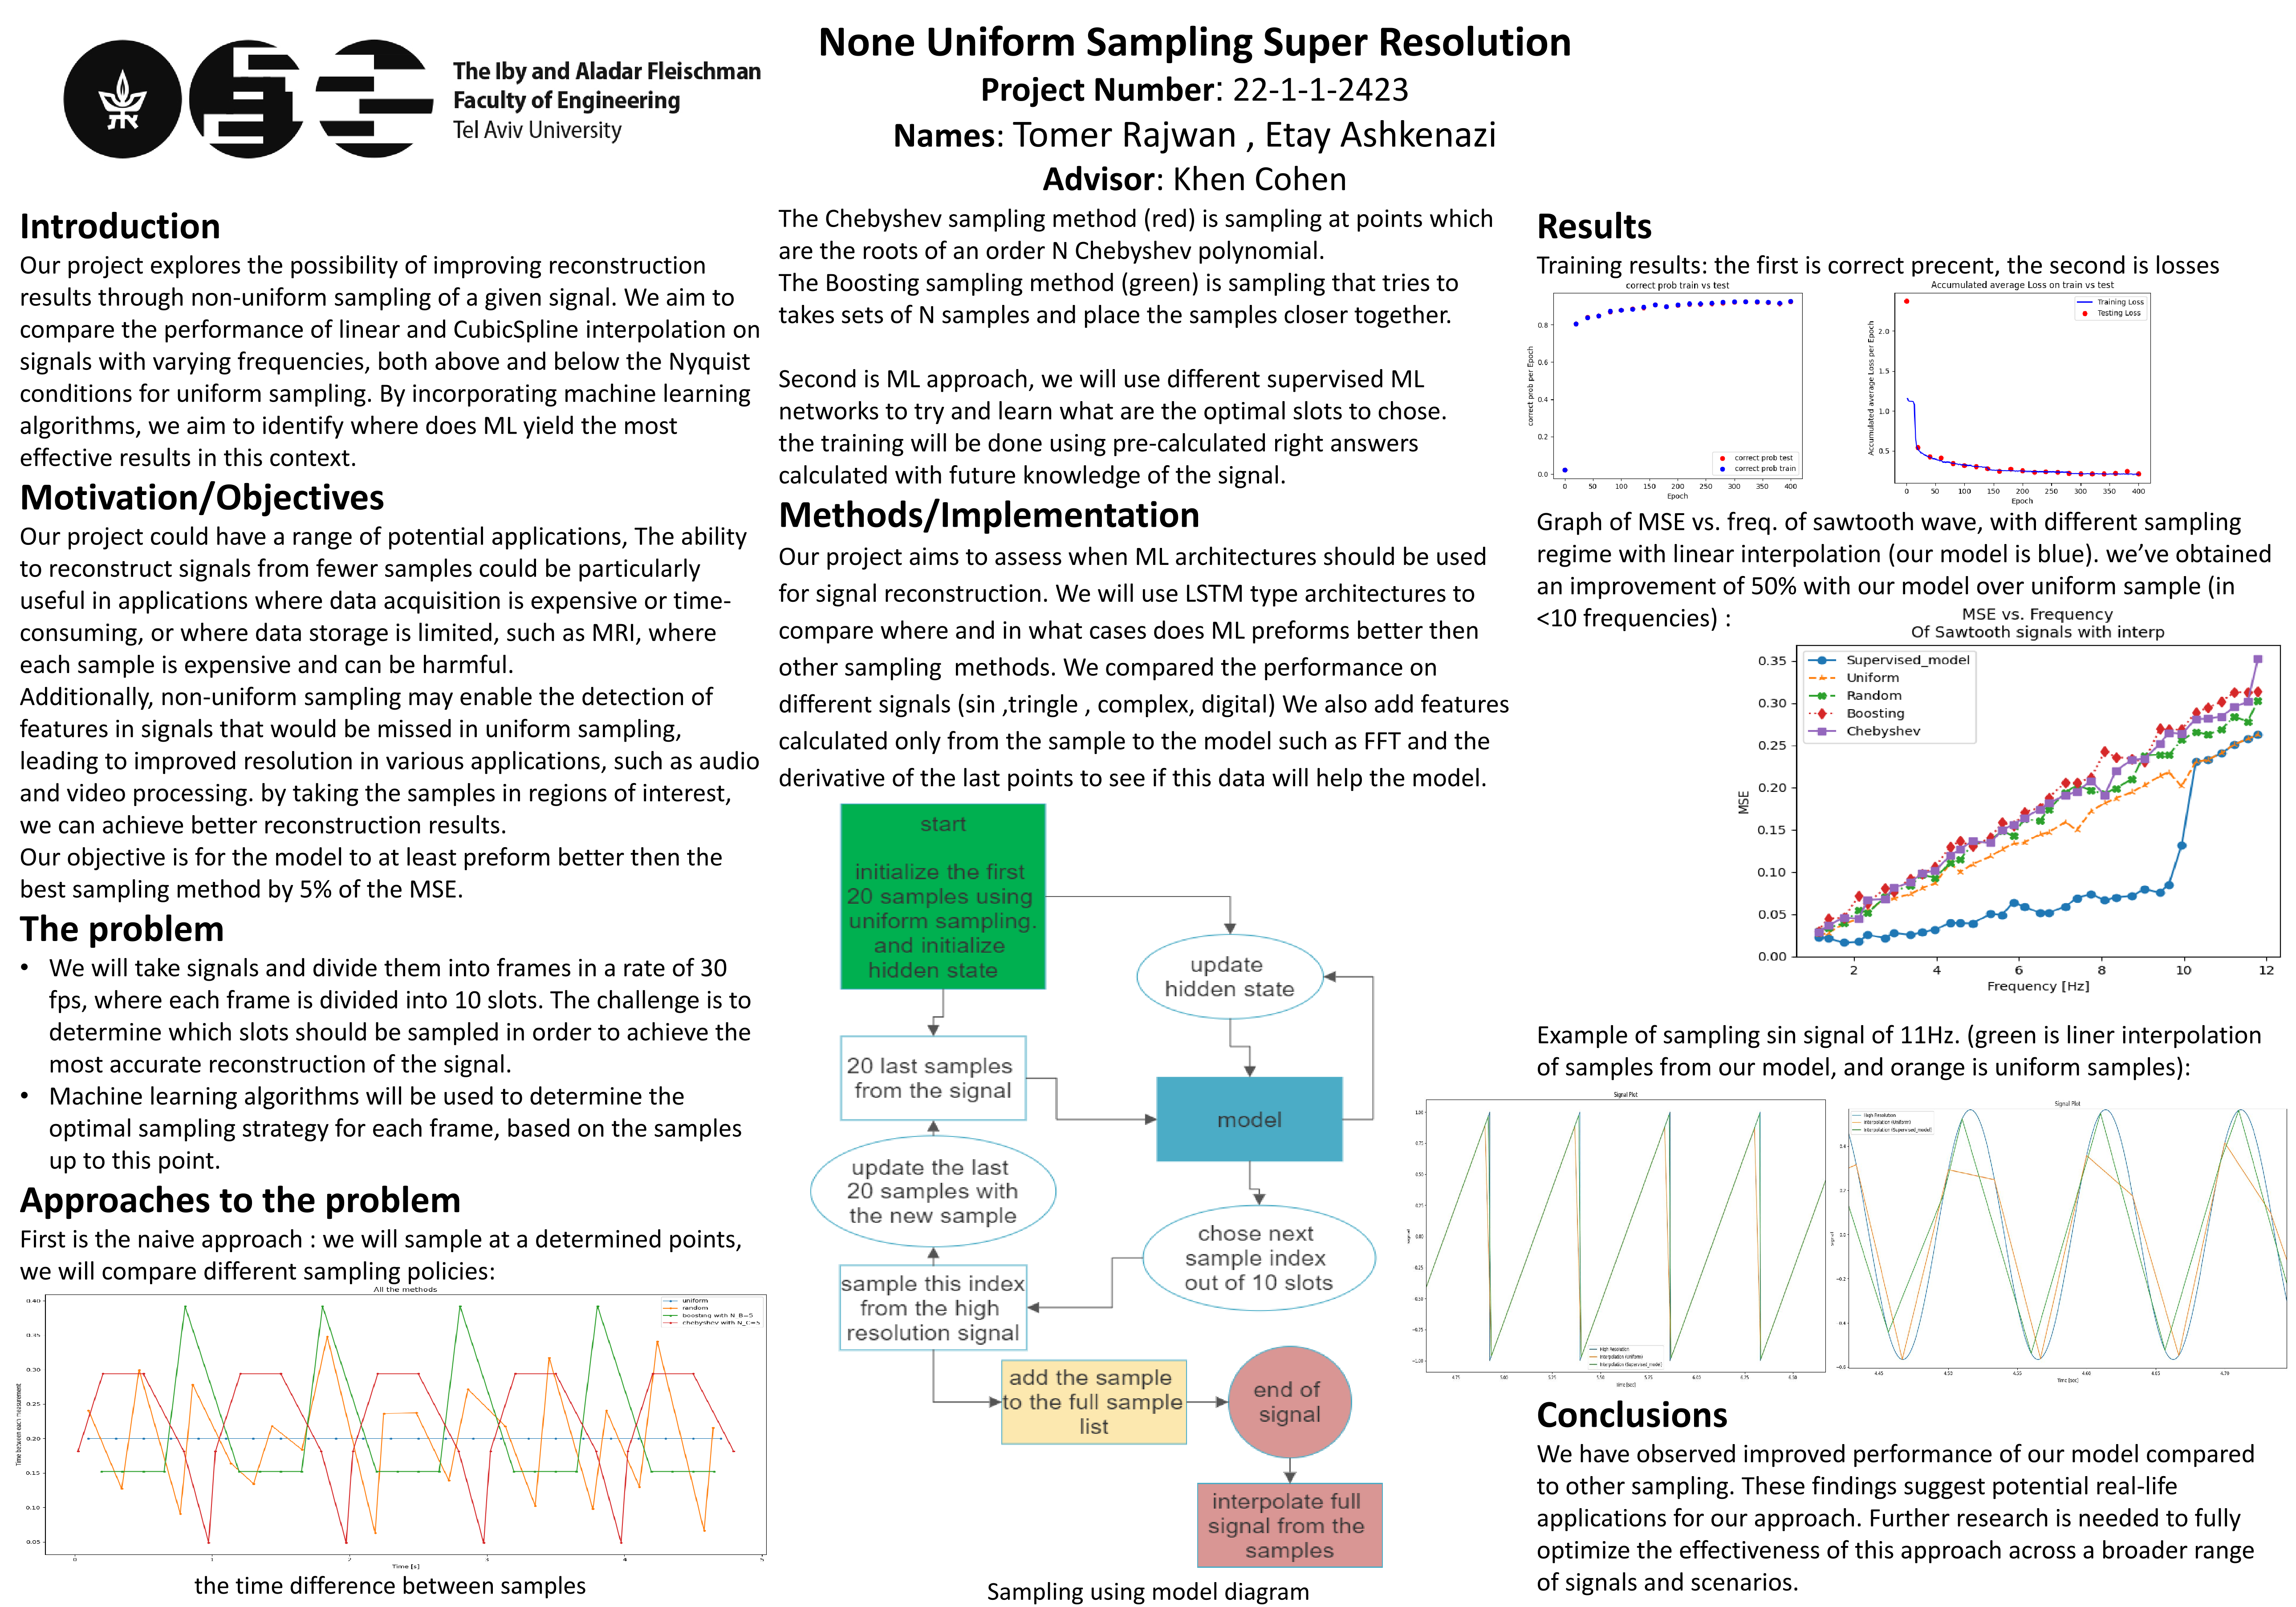 The Iby and Aladar Fleischman
Faculty of Engineering
Tel Aviv University
None Uniform Sampling Super Resolution
Project Number: 22-1-1-2423
Names: Tomer Rajwan , Etay Ashkenazi
Advisor: Khen Cohen
Introduction
Our project explores the possibility of improving reconstruction
results through non-uniform sampling of a given signal. We aim to
compare the performance of linear and CubicSpline interpolation on
signals with varying frequencies, both above and below the Nyquist
conditions for uniform sampling. By incorporating machine learning
algorithms, we aim to identify where does ML yield the most
effective results in this context.
Motivation/Objectives
Our project could have a range of potential applications, The ability
to reconstruct signals from fewer samples could be particularly
useful in applications where data acquisition is expensive or time-
consuming, or where data storage is limited, such as MRI, where
each sample is expensive and can be harmful.
Additionally, non-uniform sampling may enable the detection of
features in signals that would be missed in uniform sampling,
leading to improved resolution in various applications, such as audio
and video processing. by taking the samples in regions of interest,
we can achieve better reconstruction results.
Our objective is for the model to at least preform better then the
best sampling method by 5% of the MSE.
The problem
• We will take signals and divide them into frames in a rate of 30
fps, where each frame is divided into 10 slots. The challenge is to
determine which slots should be sampled in order to achieve the
most accurate reconstruction of the signal.
• Machine learning algorithms will be used to determine the
optimal sampling strategy for each frame, based on the samples
up to this point.
Approaches to the problem
First is the naive approach : we will sample at a determined points,
we will compare different sampling policies:
All the methods
uniform
random
boosting with N_B=5
chebyshev with N_C=5
Time between each measurement
0.40
0.35
0.30
0.25
0.20
0.15
0.10
0.05
0 1 2 3 4 5
Time [s]
the time difference between samples
The Chebyshev sampling method (red) is sampling at points which
are the roots of an order N Chebyshev polynomial.
The Boosting sampling method (green) is sampling that tries to
takes sets of N samples and place the samples closer together.
Second is ML approach, we will use different supervised ML
networks to try and learn what are the optimal slots to chose.
the training will be done using pre-calculated right answers
calculated with future knowledge of the signal.
Methods/Implementation
Our project aims to assess when ML architectures should be used
for signal reconstruction. We will use LSTM type architectures to
compare where and in what cases does ML preforms better then
other sampling methods. We compared the performance on
different signals (sin ,tringle , complex, digital) We also add features
calculated only from the sample to the model such as FFT and the
derivative of the last points to see if this data will help the model.
start
initialize the first
20 samples using
uniform sampling.
and initialize
hidden state
update
hidden state
20 last samples
from the signal
model
update the last
20 samples with
the new sample
chose next
sample index
out of 10 slots
sample this index
from the high
resolution signal
add the sample
to the full sample
list
end of
signal
interpolate full
signal from the
samples
Sampling using model diagram
Results
Training results: the first is correct precent, the second is losses
correct prob train vs test
correct prob per Epoch
0.8
0.6
0.4
0.2
0.0
correct prob test
correct prob train
0 50 100 150 200 250 300 350 400
Epoch
Accumulated average Loss on train vs test
Accumulated average Loss per Epoch
Training Loss
Testing Loss
2.0
1.5
1.0
0.5
0 50 100 150 200 250 300 350 400
Epoch
Graph of MSE vs. freq. of sawtooth wave, with different sampling
regime with linear interpolation (our model is blue). we’ve obtained
an improvement of 50% with our model over uniform sample (in
<10 frequencies) :
MSE vs. Frequency
Of Sawtooth signals with interp
Supervised_model
Uniform
Random
Boosting
Chebyshev
MSE
0.35
0.30
0.25
0.20
0.15
0.10
0.05
0.00
2 4 6 8 10 12
Frequency [Hz]
Example of sampling sin signal of 11Hz. (green is liner interpolation
of samples from our model, and orange is uniform samples):
Signal Plot
1.00
0.75
0.50
0.25
0.00
−0.25
−0.50
−0.75
−1.00
High Resolution
Interpolation (Uniform)
Interpolation (Supervised_model)
Time [sec]
Signal Plot
High Resolution
Interpolation (Uniform)
Interpolation (Supervised_model)
Time [sec]
Conclusions
We have observed improved performance of our model compared
to other sampling. These findings suggest potential real-life
applications for our approach. Further research is needed to fully
optimize the effectiveness of this approach across a broader range
of signals and scenarios.